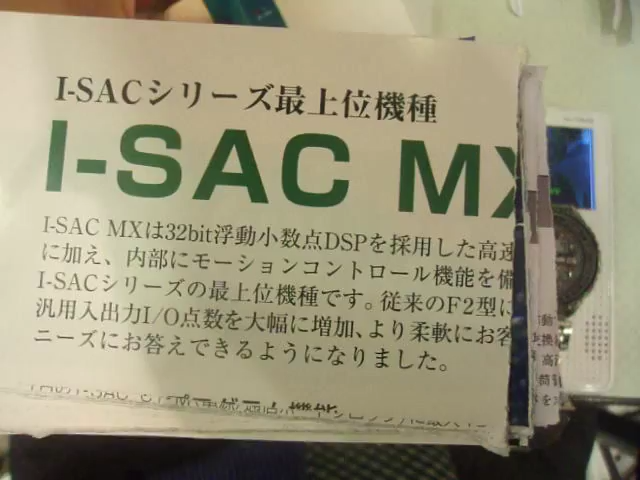 I-SACシリーズ最上位機種
I-SAC MX
I-SAC MXは32bit浮動小数点DSPを採用した高速
に加え、内部にモーションコントロール機能を備
I-SACシリーズの最上位機種です。従来のF2型に
汎用入出力I/O点数を大幅に増加、より柔軟にお客
ニーズにお答えできるようになりました。